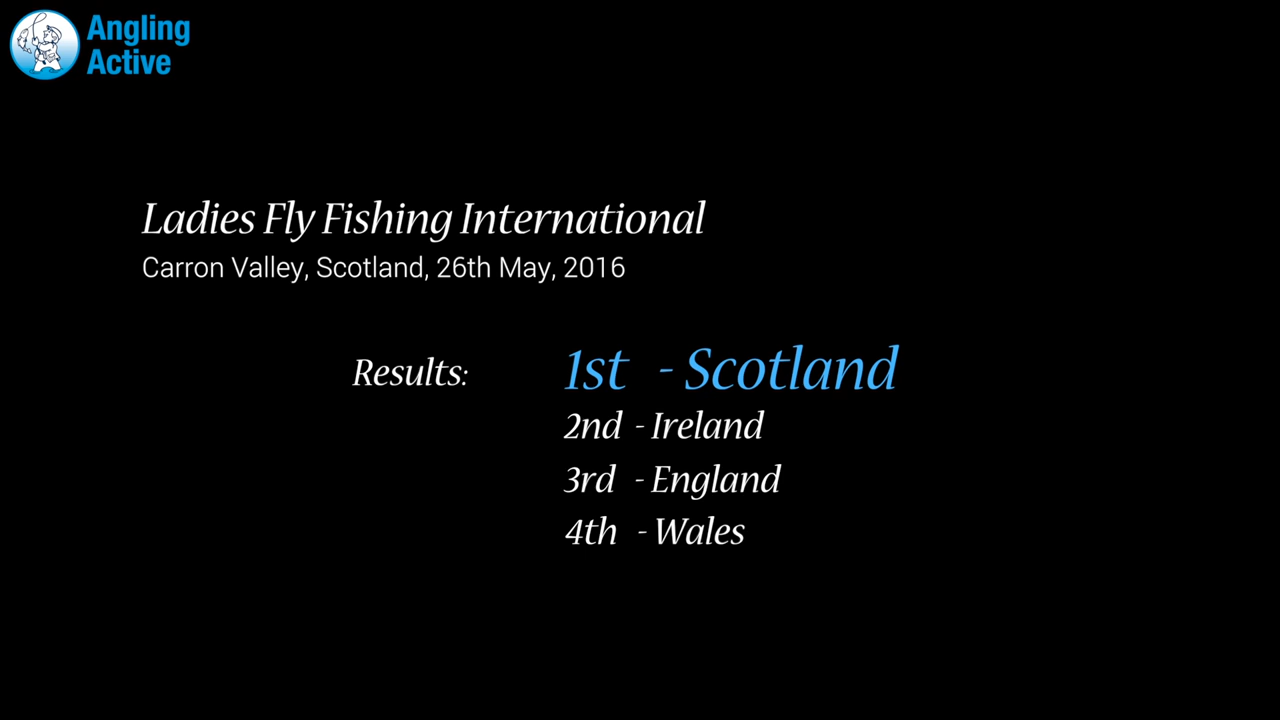 Angling
Active
Ladies Fly Fishing International
Carron Valley, Scotland, 26th May, 2016
Results: 1st - Scotland
2nd - Ireland
3rd - England
4th - Wales